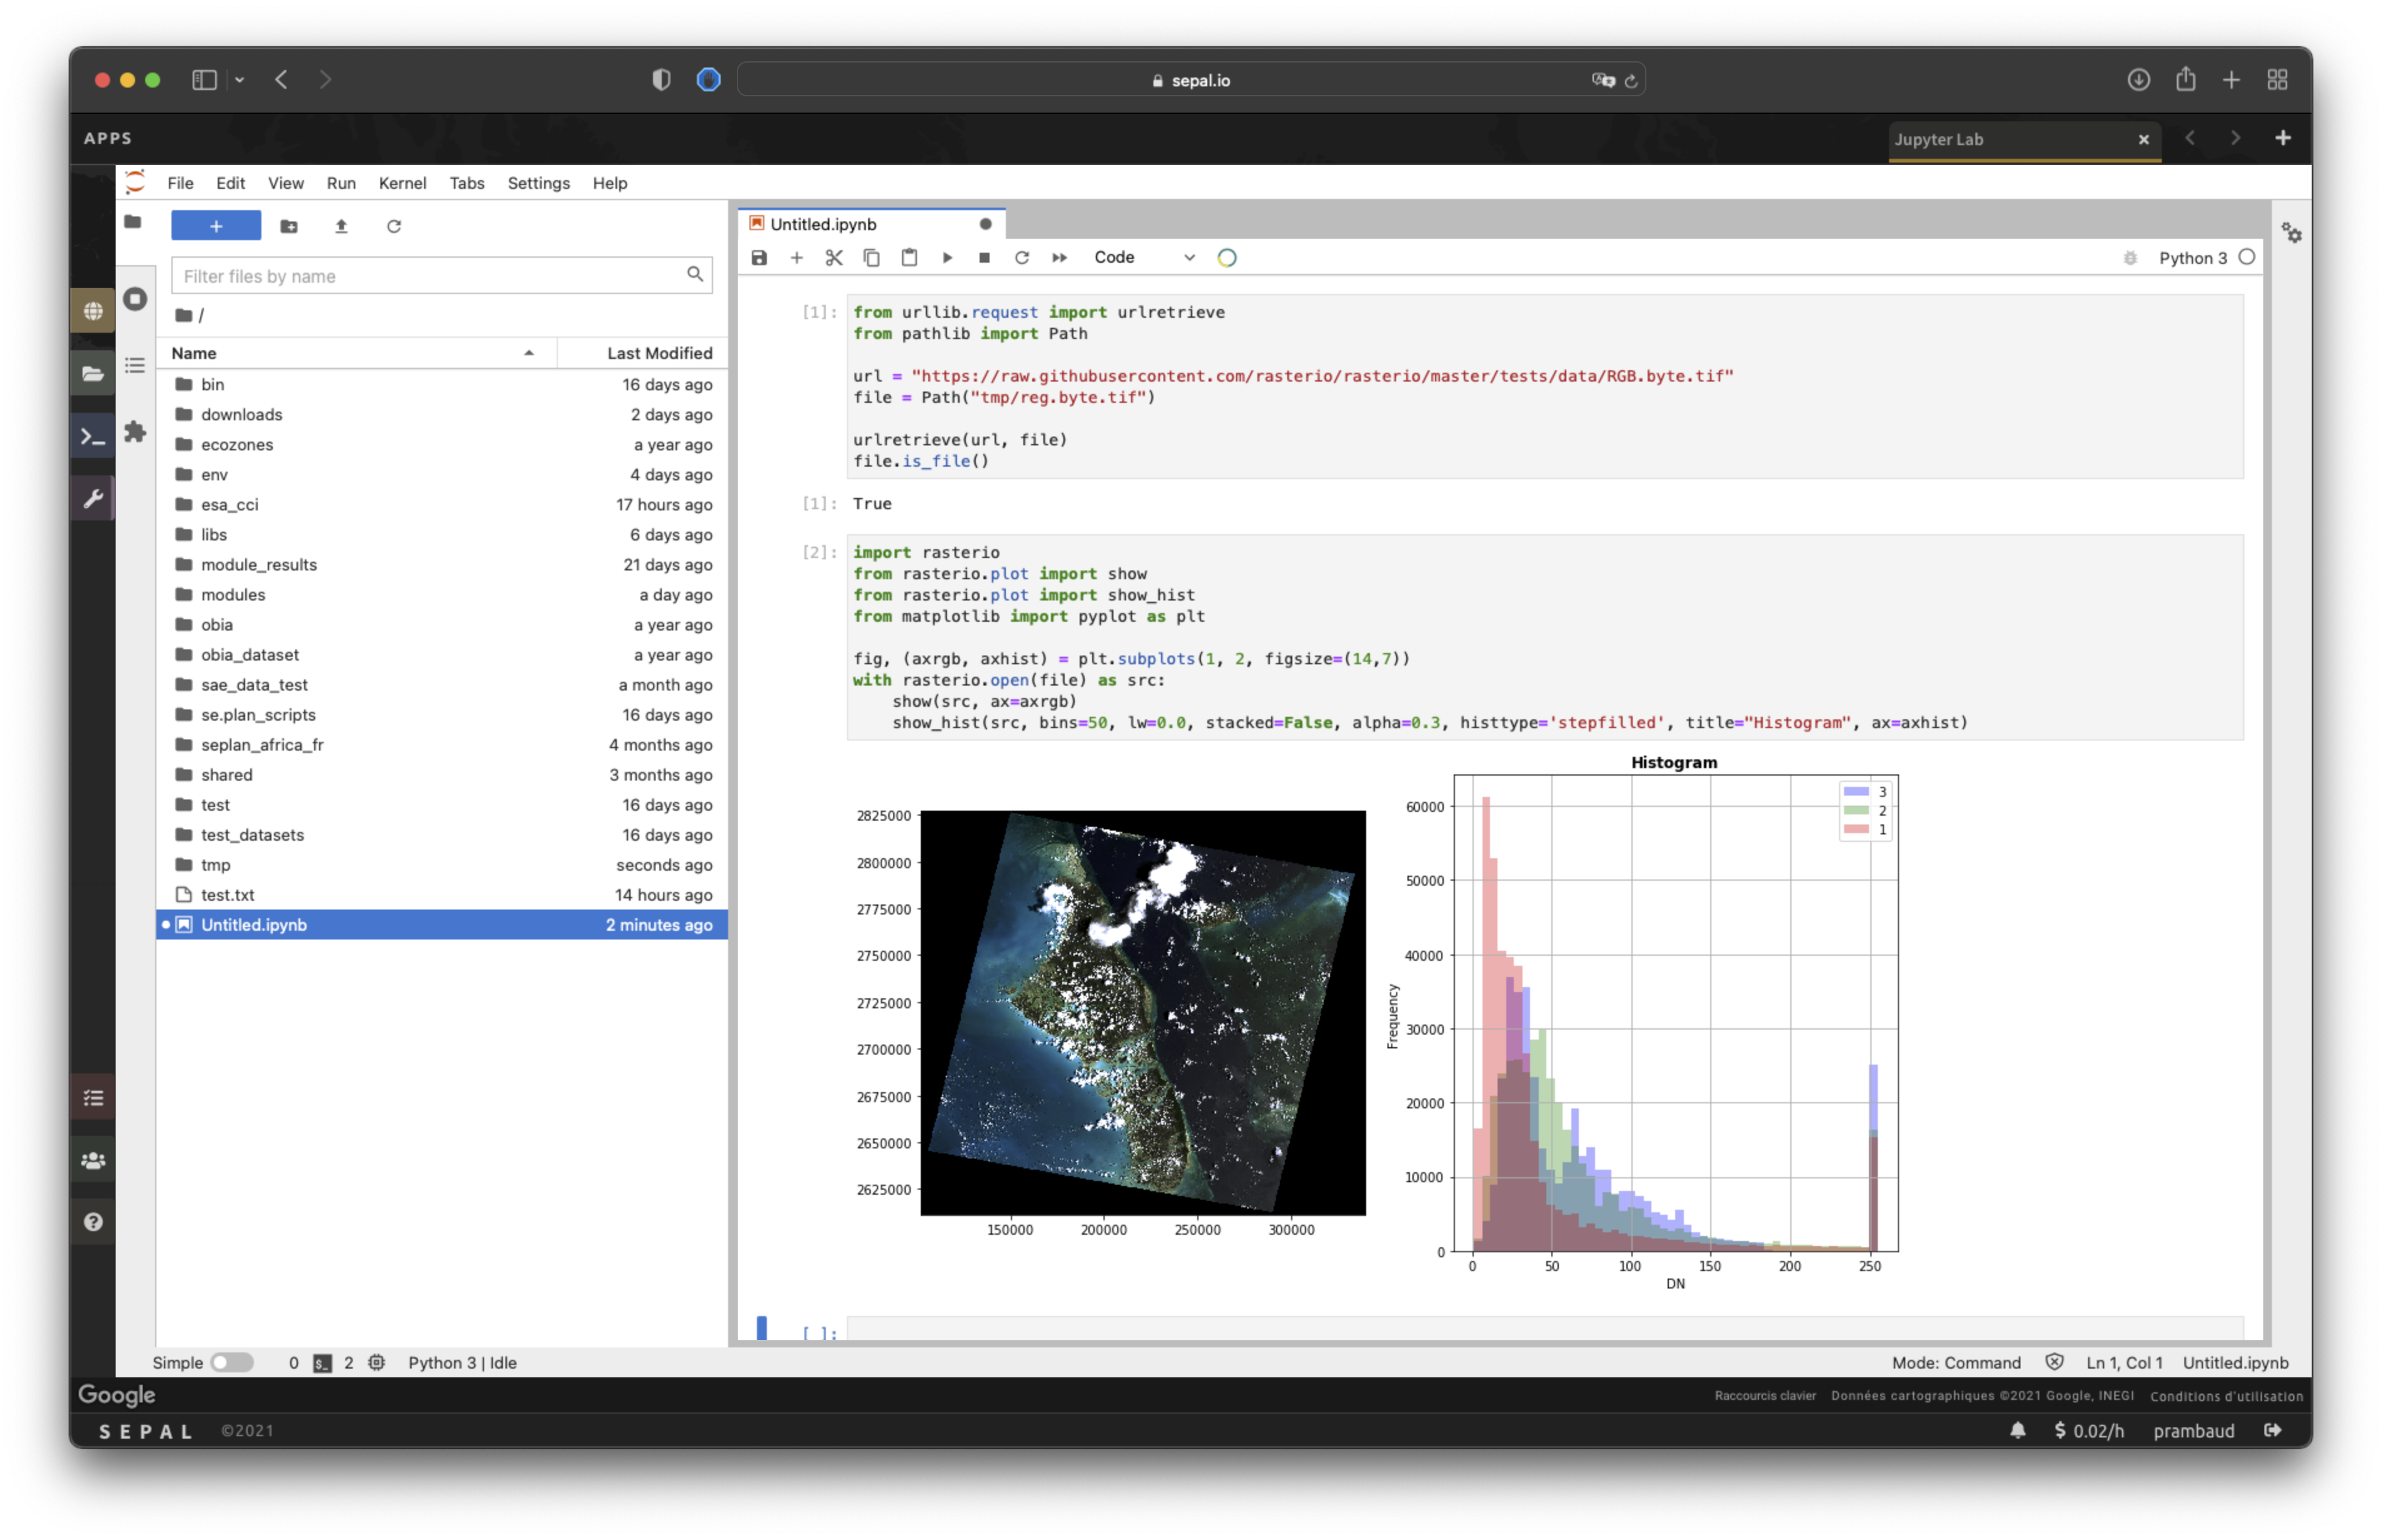 sepal.io
APPS
Jupyter Lab
File Edit View Run Kernel Tabs Settings Help
+
Filter files by name
/
Name Last Modified
bin 16 days ago
downloads 2 days ago
ecozones a year ago
env 4 days ago
esa_cci 17 hours ago
libs 6 days ago
module_results 21 days ago
modules a day ago
obia a year ago
obia_dataset a year ago
sae_data_test a month ago
se.plan_scripts 16 days ago
seplan_africa_fr 4 months ago
shared 3 months ago
test 16 days ago
test_datasets 16 days ago
tmp seconds ago
test.txt 14 hours ago
Untitled.ipynb 2 minutes ago
Untitled.ipynb
Code
Python 3
[1]: from urllib.request import urlretrieve
from pathlib import Path
url = "https://raw.githubusercontent.com/rasterio/rasterio/master/tests/data/RGB.byte.tif"
file = Path("tmp/reg.byte.tif")
urlretrieve(url, file)
file.is_file()
[1]: True
[2]: import rasterio
from rasterio.plot import show
from rasterio.plot import show_hist
from matplotlib import pyplot as plt
fig, (axrgb, axhist) = plt.subplots(1, 2, figsize=(14,7))
with rasterio.open(file) as src:
    show(src, ax=axrgb)
    show_hist(src, bins=50, lw=0.0, stacked=False, alpha=0.3, histtype='stepfilled', title="Histogram", ax=axhist)
2825000
2800000
2775000
2750000
2725000
2700000
2675000
2650000
2625000
150000 200000 250000 300000
Histogram
3
2
1
60000
50000
40000
30000
20000
10000
0
Frequency
0 50 100 150 200 250
DN
[ ]:
Simple 0 $_ 2 Python 3 | Idle
Mode: Command Ln 1, Col 1 Untitled.ipynb
Google
Raccourcis clavier Données cartographiques ©2021 Google, INEGI Conditions d'utilisation
SEPAL ©2021
$ 0.02/h prambaud